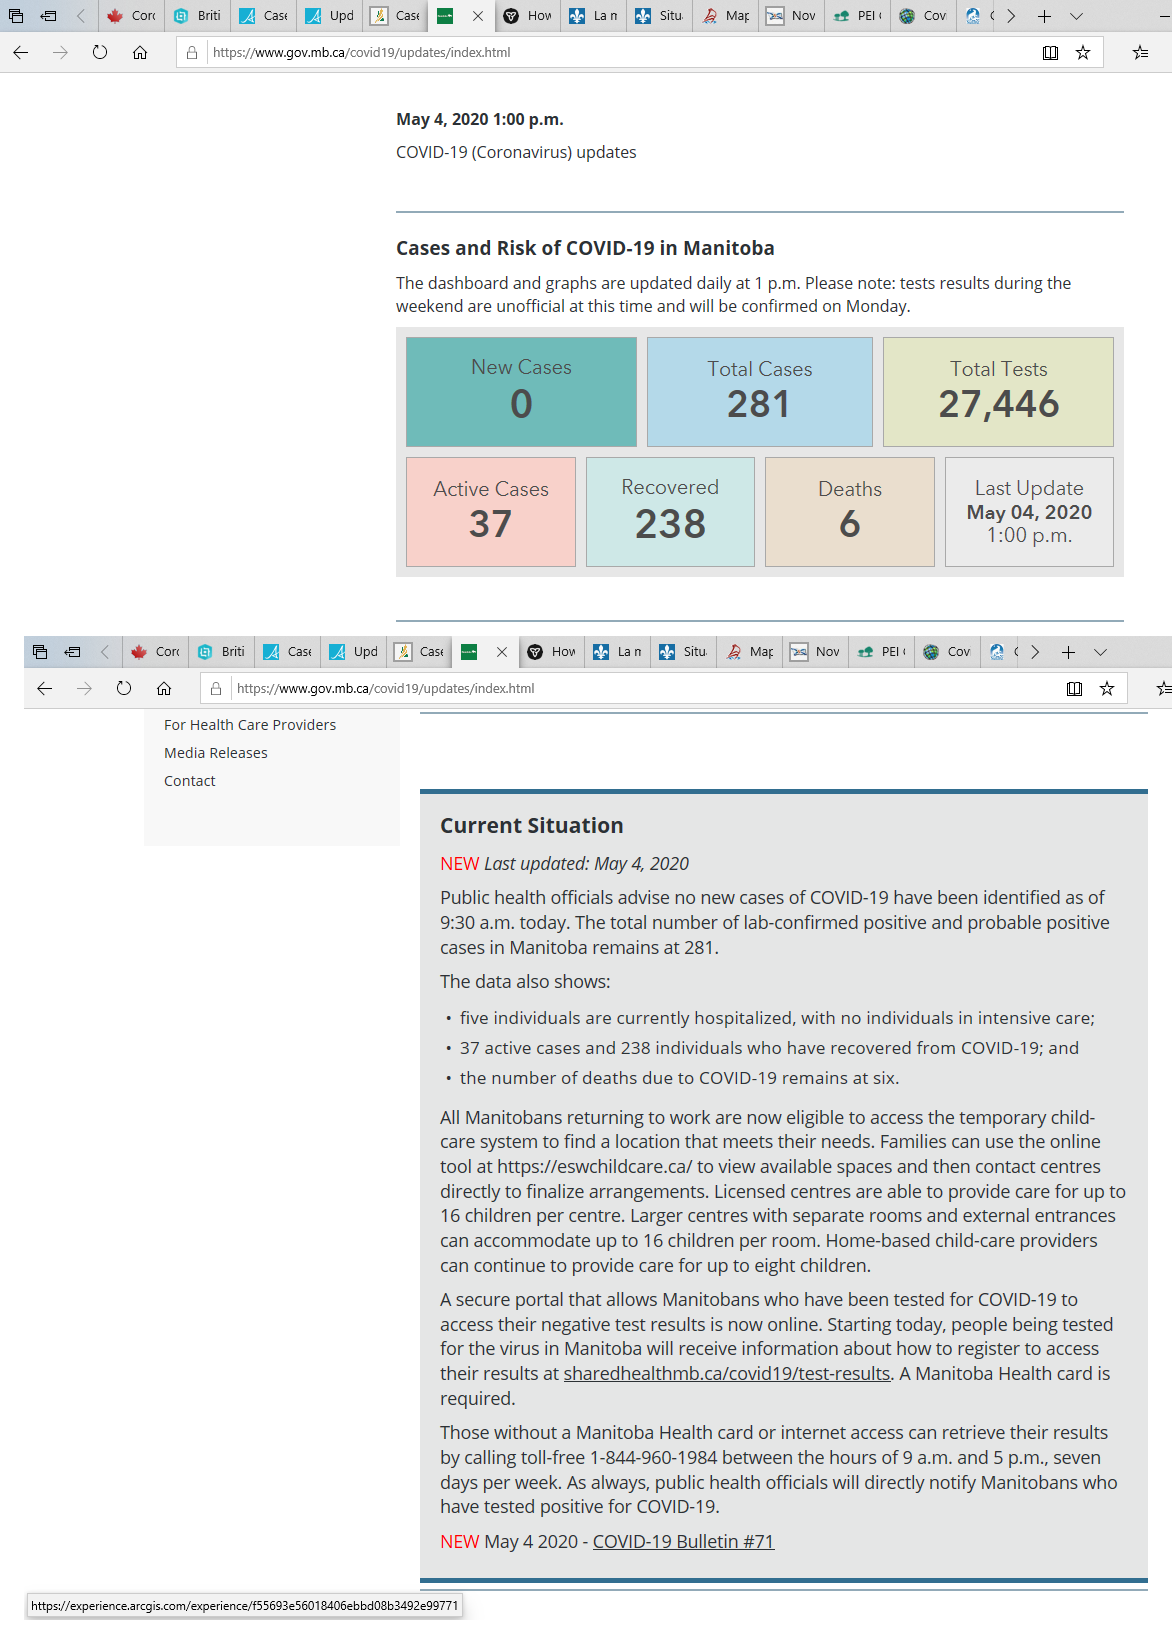 Corc Briti Case Upd Case How La m Situ Map Nov PEI Cov
https://www.gov.mb.ca/covid19/updates/index.html
May 4, 2020 1:00 p.m.
COVID-19 (Coronavirus) updates
Cases and Risk of COVID-19 in Manitoba
The dashboard and graphs are updated daily at 1 p.m. Please note: tests results during the
weekend are unofficial at this time and will be confirmed on Monday.
New Cases
0
Total Cases
281
Total Tests
27,446
Active Cases
37
Recovered
238
Deaths
6
Last Update
May 04, 2020
1:00 p.m.
Corc Briti Case Upd Case How La m Situ Map Nov PEI Cov
https://www.gov.mb.ca/covid19/updates/index.html
For Health Care Providers
Media Releases
Contact
Current Situation
NEW Last updated: May 4, 2020
Public health officials advise no new cases of COVID-19 have been identified as of
9:30 a.m. today. The total number of lab-confirmed positive and probable positive
cases in Manitoba remains at 281.
The data also shows:
• five individuals are currently hospitalized, with no individuals in intensive care;
• 37 active cases and 238 individuals who have recovered from COVID-19; and
• the number of deaths due to COVID-19 remains at six.
All Manitobans returning to work are now eligible to access the temporary child-
care system to find a location that meets their needs. Families can use the online
tool at https://eswchildcare.ca/ to view available spaces and then contact centres
directly to finalize arrangements. Licensed centres are able to provide care for up to
16 children per centre. Larger centres with separate rooms and external entrances
can accommodate up to 16 children per room. Home-based child-care providers
can continue to provide care for up to eight children.
A secure portal that allows Manitobans who have been tested for COVID-19 to
access their negative test results is now online. Starting today, people being tested
for the virus in Manitoba will receive information about how to register to access
their results at sharedhealthmb.ca/covid19/test-results. A Manitoba Health card is
required.
Those without a Manitoba Health card or internet access can retrieve their results
by calling toll-free 1-844-960-1984 between the hours of 9 a.m. and 5 p.m., seven
days per week. As always, public health officials will directly notify Manitobans who
have tested positive for COVID-19.
NEW May 4 2020 - COVID-19 Bulletin #71
https://experience.arcgis.com/experience/f55693e56018406ebbd08b3492e99771